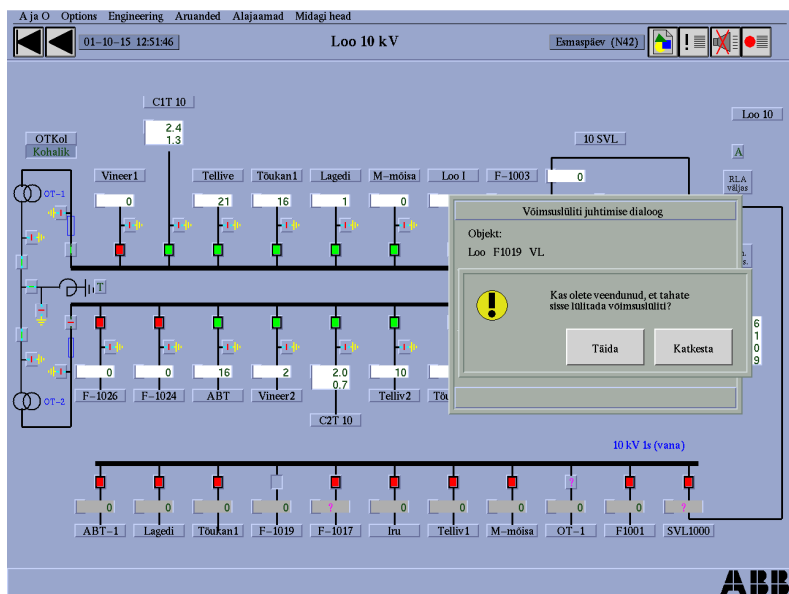 A ja O Options Engineering Aruanded Alajaamad Midagi head
01-10-15 12:51:46
Loo 10 kV
Esmaspäev (N42)
C1T 10
2.4
1.3
Loo 10
OTKol
Kohalik
10 SVL
A
Vineer1 Tellive Tõukan1 Lagedi M-mõisa Loo I F-1003
0
RLA
väljas
OT-1
0 21 16 1 0
Võimsuslüliti juhtimise dialoog
Objekt:
Loo F1019 VL
T
Kas olete veendunud, et tahate
sisse lülitada võimsuslüliti?
Täida Katkesta
6
1
0
9
0 0 16 2 2.0 10
0.7
OT-2
F-1026 F-1024 ABT Vineer2 Telliv2 Tõu
C2T 10
10 kV 1s (vana)
?
0 0 0 0 ? 0 0 0 0 0 ?
ABT-1 Lagedi Tõukan1 F-1019 F-1017 Iru Telliv1 M-mõisa OT-1 F1001 SVL1000
ABB